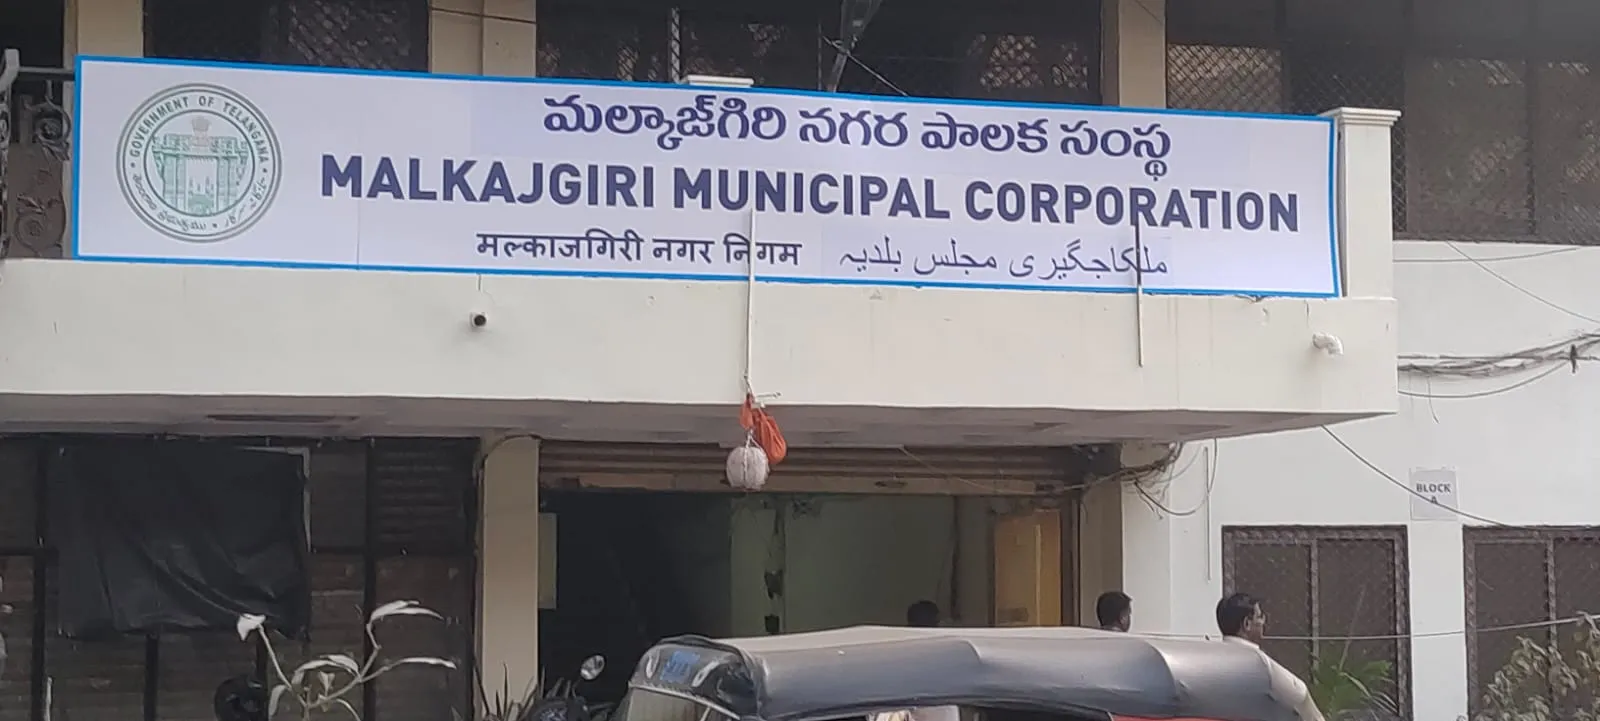 GOVERNMENT OF TELANGANA
మల్కాజ్‌గిరి నగర పాలక సంస్థ
MALKAJGIRI MUNICIPAL CORPORATION
मल्काजगिरी नगर निगम
ملکاجگیری مجلس بلدیہ
BLOCK
A